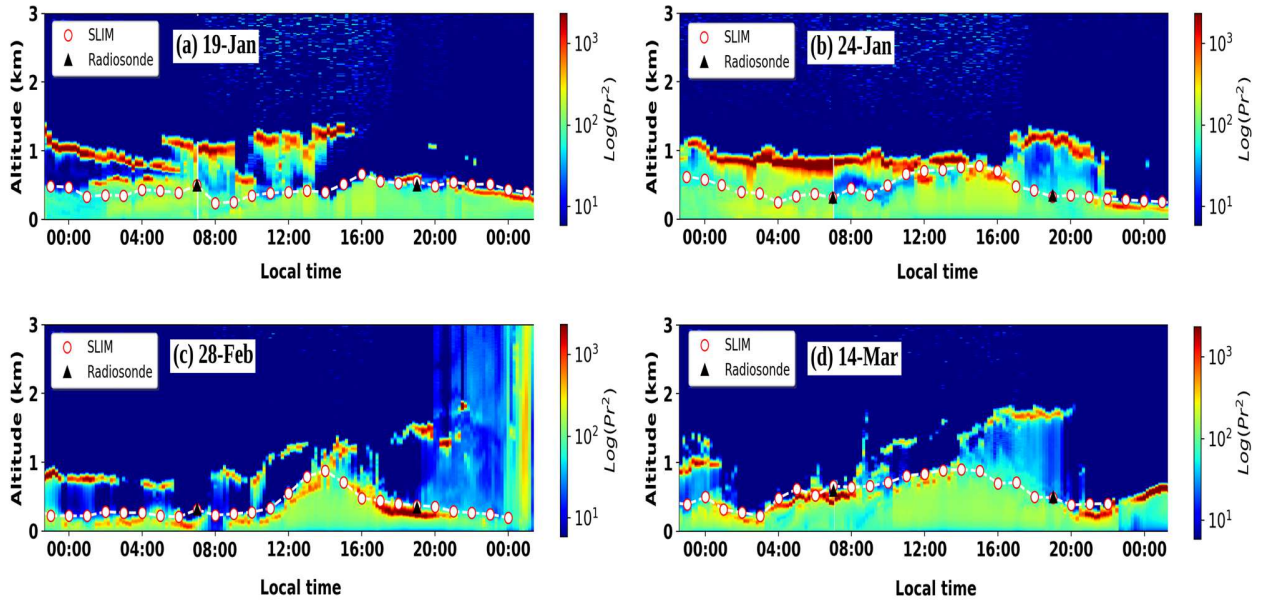 SLIM
Radiosonde
(a) 19-Jan
3
2
1
0
Altitude (km)
00:00 04:00 08:00 12:00 16:00 20:00 00:00
Local time
10³
10²
10¹
Log(Pr²)
SLIM
Radiosonde
(b) 24-Jan
3
2
1
0
Altitude (km)
00:00 04:00 08:00 12:00 16:00 20:00 00:00
Local time
10³
10²
10¹
Log(Pr²)
SLIM
Radiosonde
(c) 28-Feb
3
2
1
0
Altitude (km)
00:00 04:00 08:00 12:00 16:00 20:00 00:00
Local time
10³
10²
10¹
Log(Pr²)
SLIM
Radiosonde
(d) 14-Mar
3
2
1
0
Altitude (km)
00:00 04:00 08:00 12:00 16:00 20:00 00:00
Local time
10³
10²
10¹
Log(Pr²)